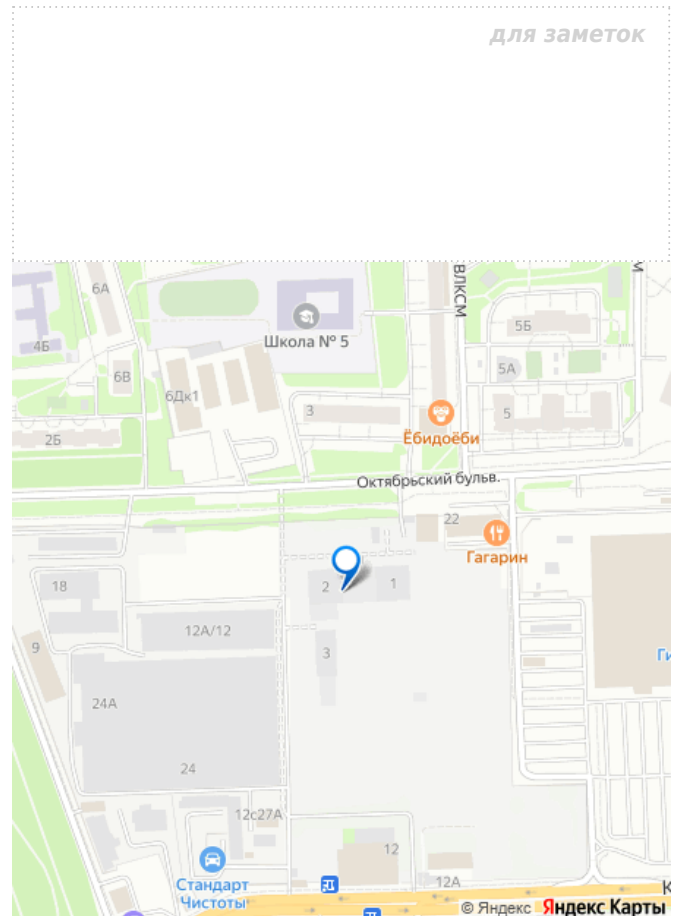 для заметок
6А
ВЛКСМ
М
Школа № 5
5Б
4Б
6В
5А
6Дк1
3
5
2Б
Ёбидоёби
Октябрьский бульв.
22
Гагарин
18
2
1
12А/12
9
3
Ги
24А
24
12с27А
12
Стандарт
Чистоты
12А
К
© Яндекс Яндекс Карты